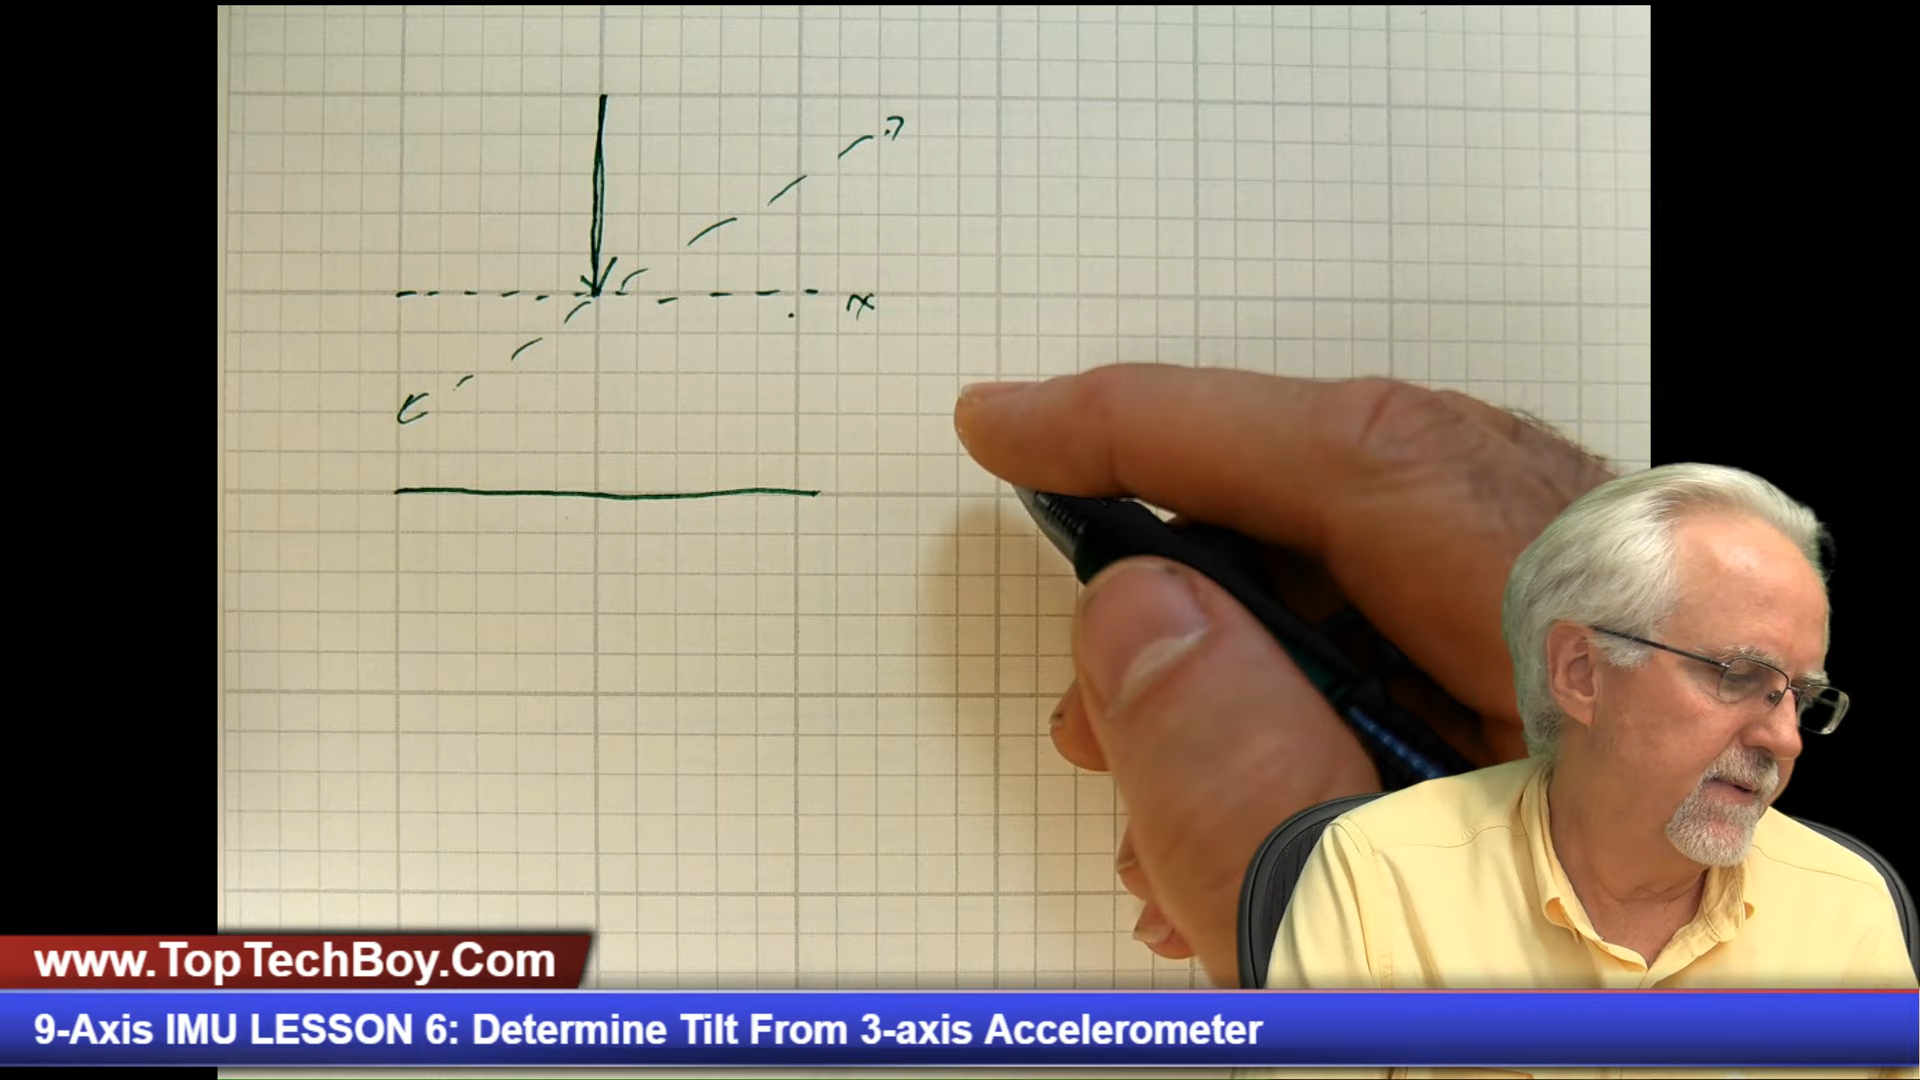 x
www.TopTechBoy.Com
9-Axis IMU LESSON 6: Determine Tilt From 3-axis Accelerometer